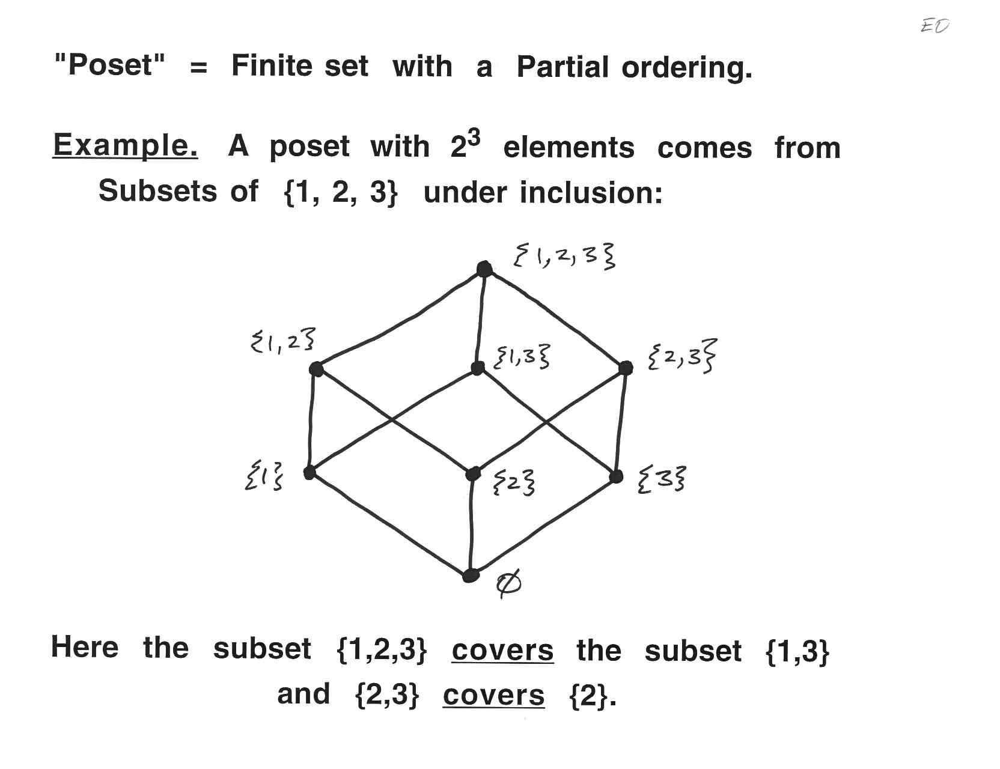 EO
"Poset" = Finite set with a Partial ordering.
Example. A poset with 2³ elements comes from
Subsets of {1, 2, 3} under inclusion:
{1,2,3}
{1,2}
{1,3}
{2,3}
{1}
{2}
{3}
∅
Here the subset {1,2,3} covers the subset {1,3}
and {2,3} covers {2}.